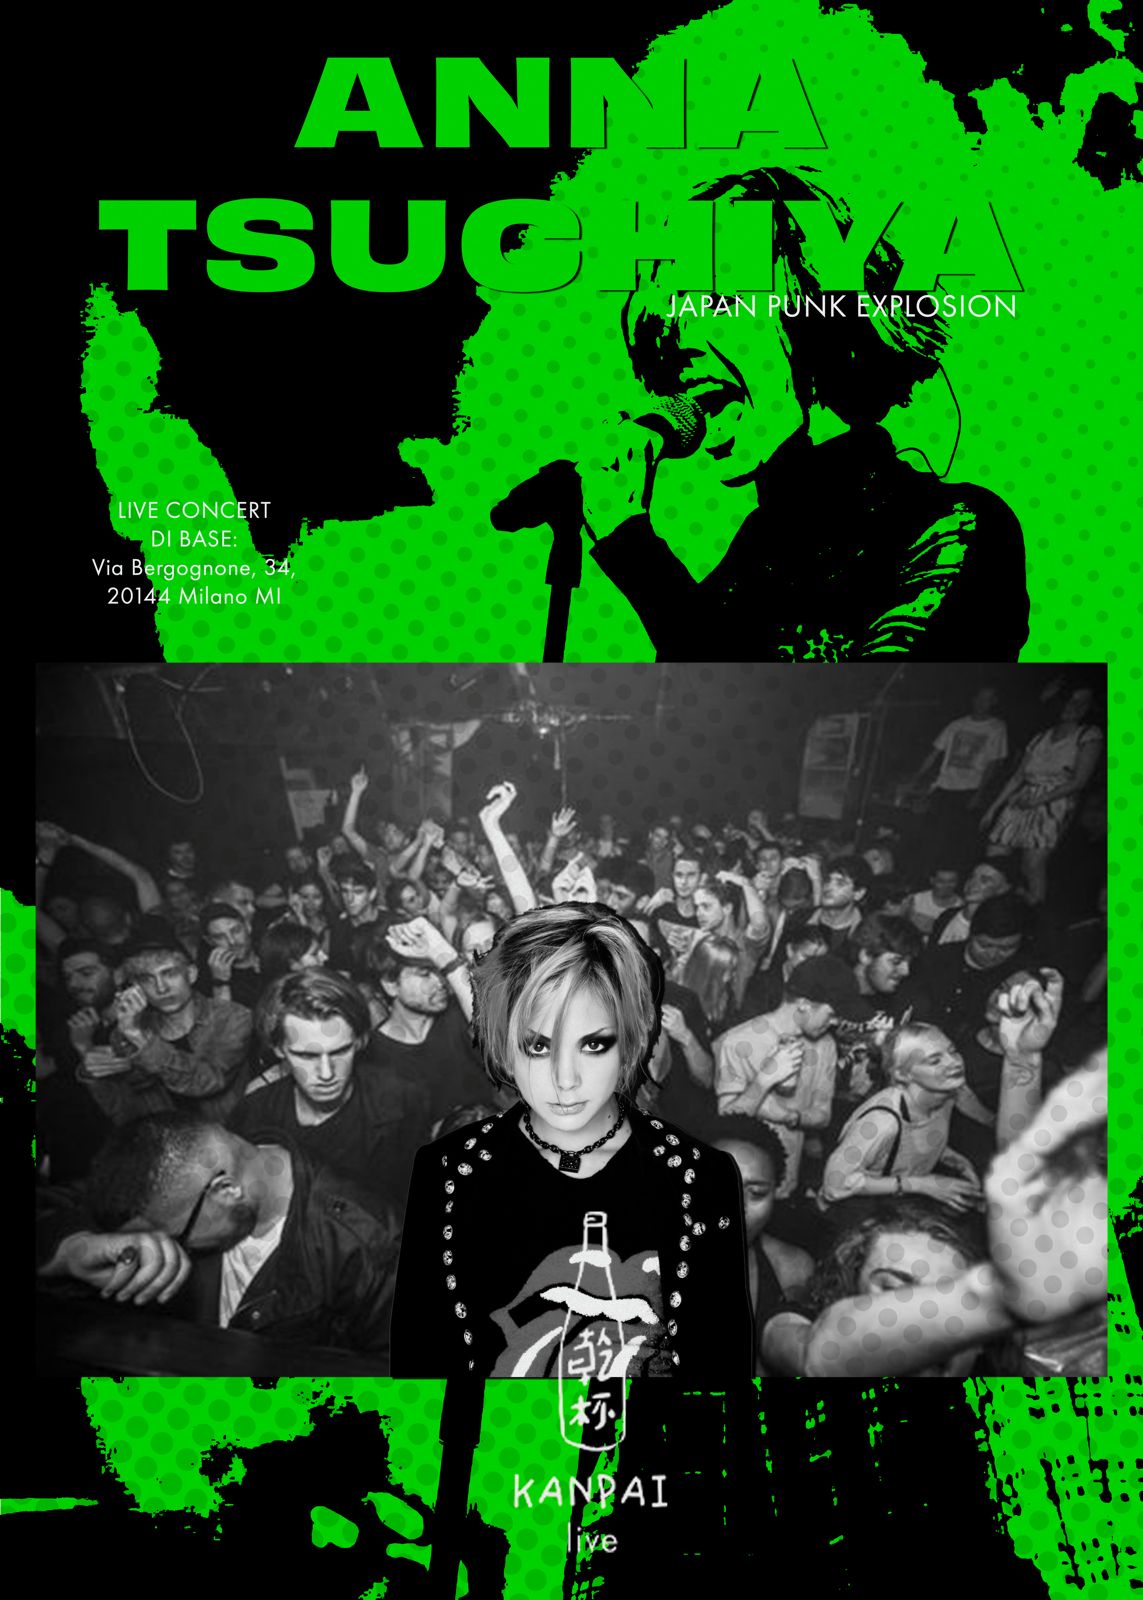 ANNA
TSUCHIYA
JAPAN PUNK EXPLOSION
LIVE CONCERT
DI BASE:
Via Bergognone, 34,
20144 Milano MI
乾
杯
KANPAI
live